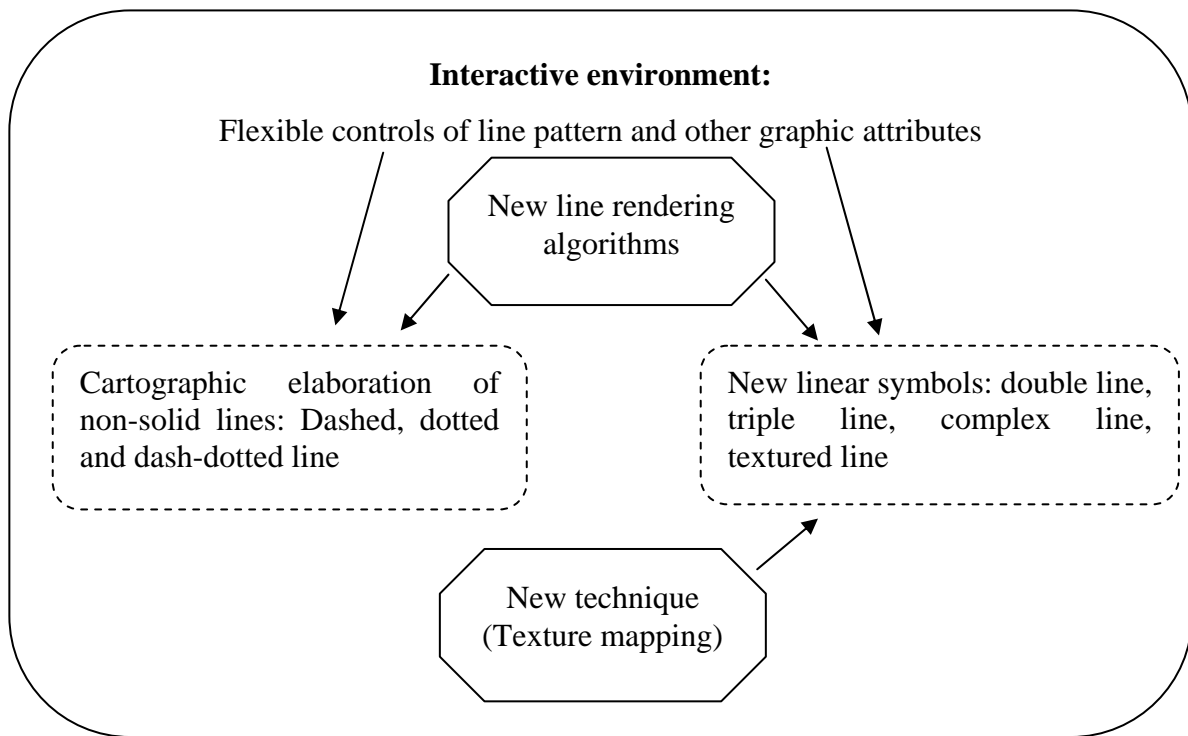 Interactive environment:
Flexible controls of line pattern and other graphic attributes
New line rendering
algorithms
Cartographic elaboration of
non-solid lines: Dashed, dotted
and dash-dotted line
New linear symbols: double line,
triple line, complex line,
textured line
New technique
(Texture mapping)